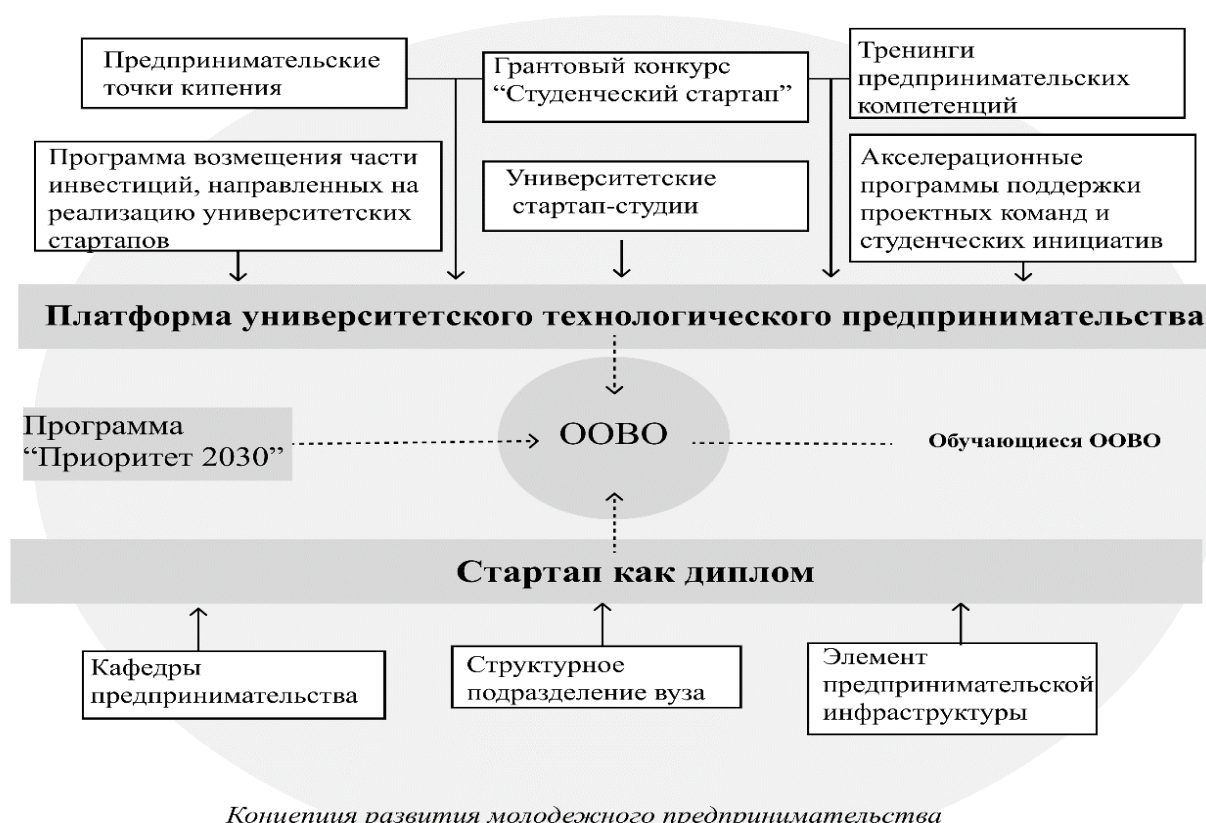 Предпринимательские
точки кипения
Грантовый конкурс
“Студенческий стартап”
Тренинги
предпринимательских
компетенций
Программа возмещения части
инвестиций, направленных на
реализацию университетских
стартапов
Университетские
стартап-студии
Акселерационные
программы поддержки
проектных команд и
студенческих инициатив
Платформа университетского технологического предпринимательства
Программа
“Приоритет 2030”
ООВО
Обучающиеся ООВО
Стартап как диплом
Кафедры
предпринимательства
Структурное
подразделение вуза
Элемент
предпринимательской
инфраструктуры
Концепция развития молодежного предпринимательства